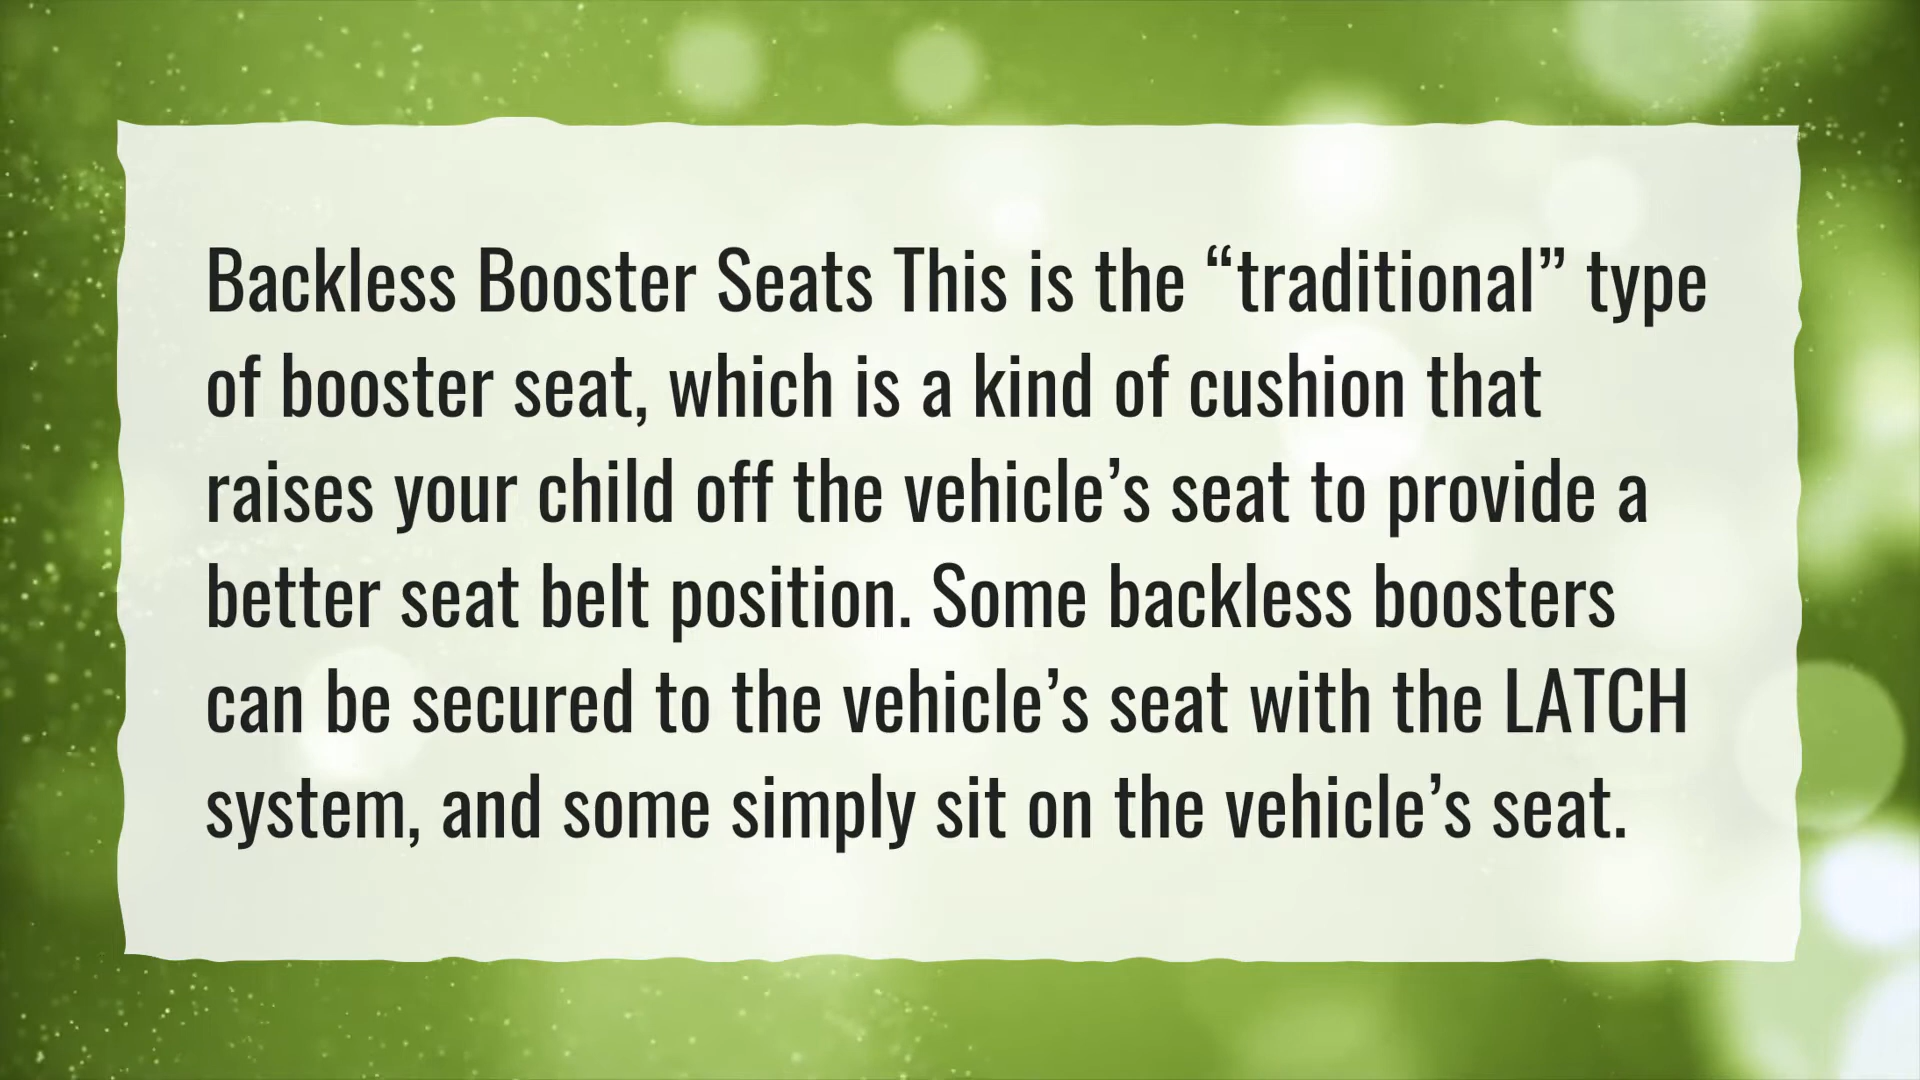 Backless Booster Seats This is the “traditional” type
of booster seat, which is a kind of cushion that
raises your child off the vehicle’s seat to provide a
better seat belt position. Some backless boosters
can be secured to the vehicle’s seat with the LATCH
system, and some simply sit on the vehicle’s seat.